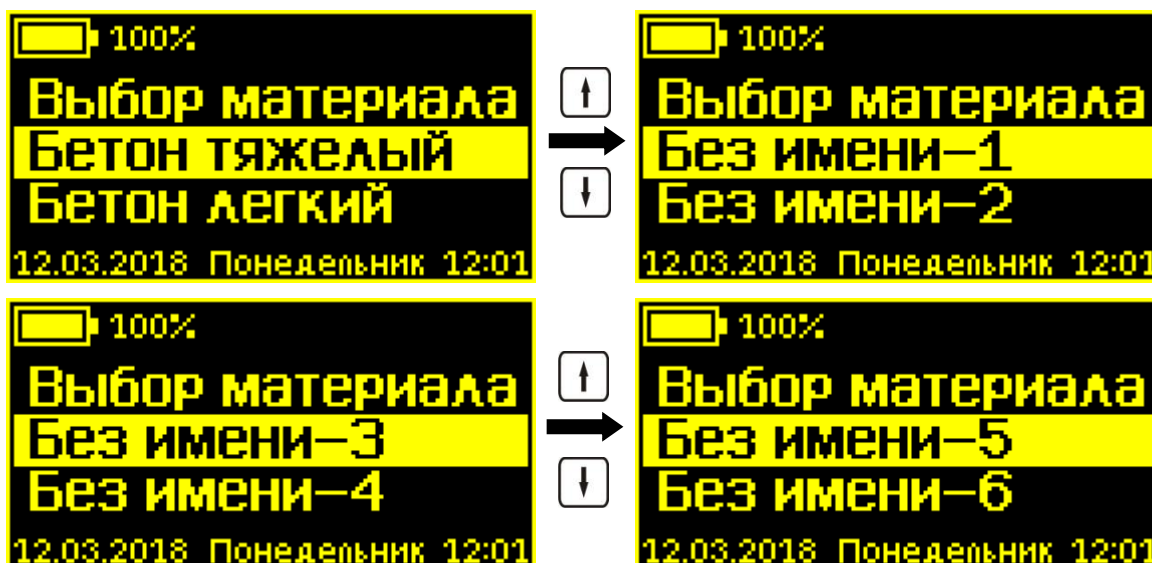 100%
Выбор материала
Бетон тяжелый
Бетон легкий
12.03.2018 Понедельник 12:01
100%
Выбор материала
Без имени-1
Без имени-2
12.03.2018 Понедельник 12:01
100%
Выбор материала
Без имени-3
Без имени-4
12.03.2018 Понедельник 12:01
100%
Выбор материала
Без имени-5
Без имени-6
12.03.2018 Понедельник 12:01